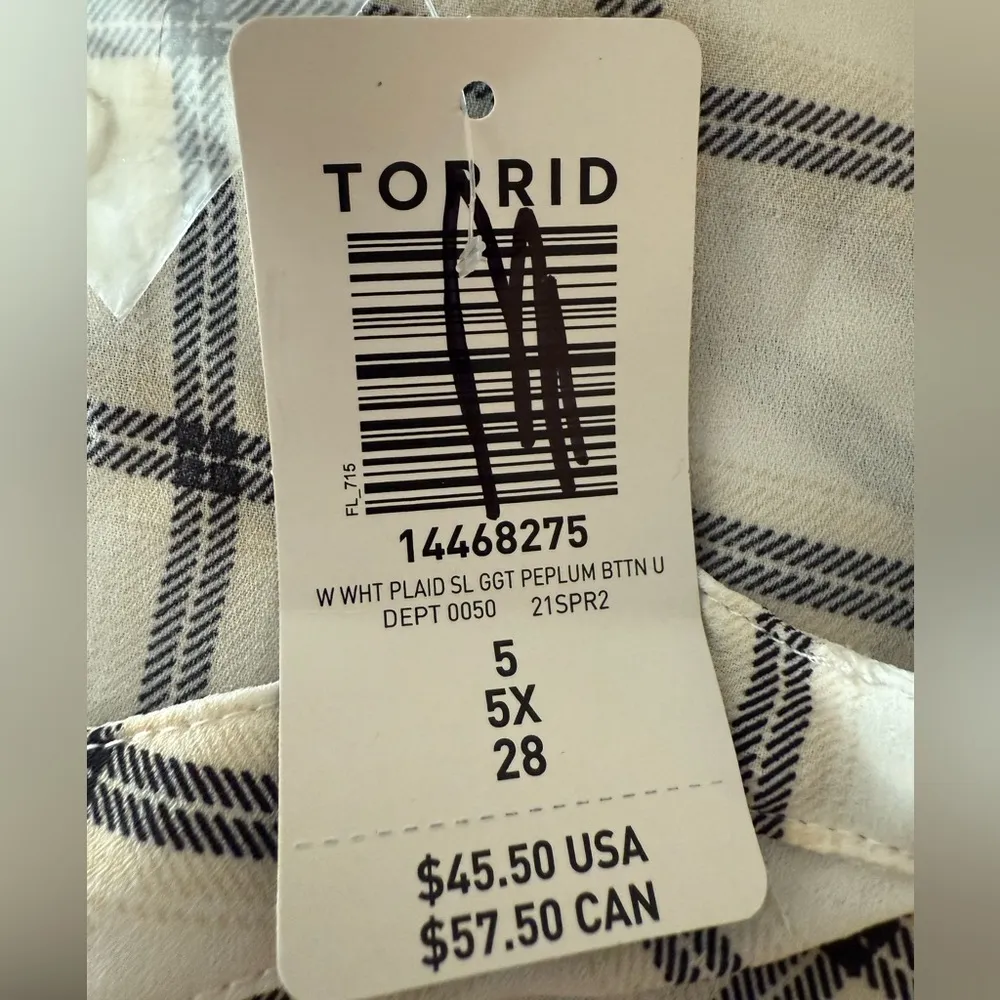 TORRID
FL_715
14468275
W WHT PLAID SL GGT PEPLUM BTTN U
DEPT 0050 21SPR2
5
5X
28
$45.50 USA
$57.50 CAN